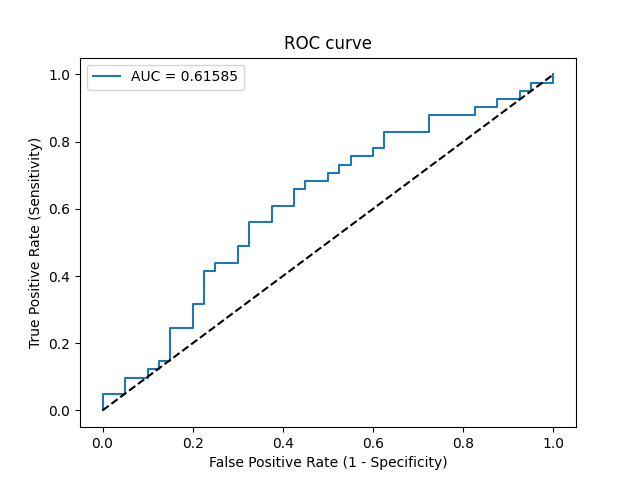 ROC curve
AUC = 0.61585
True Positive Rate (Sensitivity)
1.0
0.8
0.6
0.4
0.2
0.0
0.0 0.2 0.4 0.6 0.8 1.0
False Positive Rate (1 - Specificity)